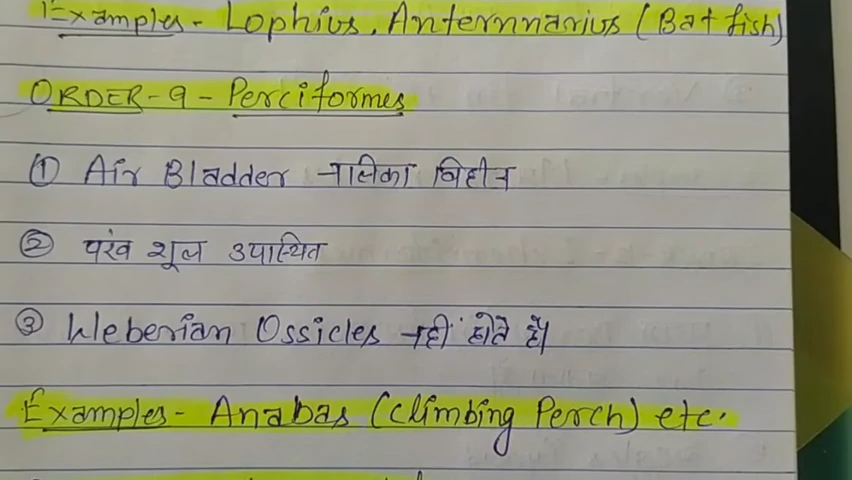 Examples - Lophius, Anternnarius (Bat fish)
ORDER-9 - Perciformes
① Air Bladder नालिका विहीन
② पंख शूल उपास्थित
③ Weberian Ossicles नहीं होते हैं।
Examples - Anabas (climbing Perch) etc.